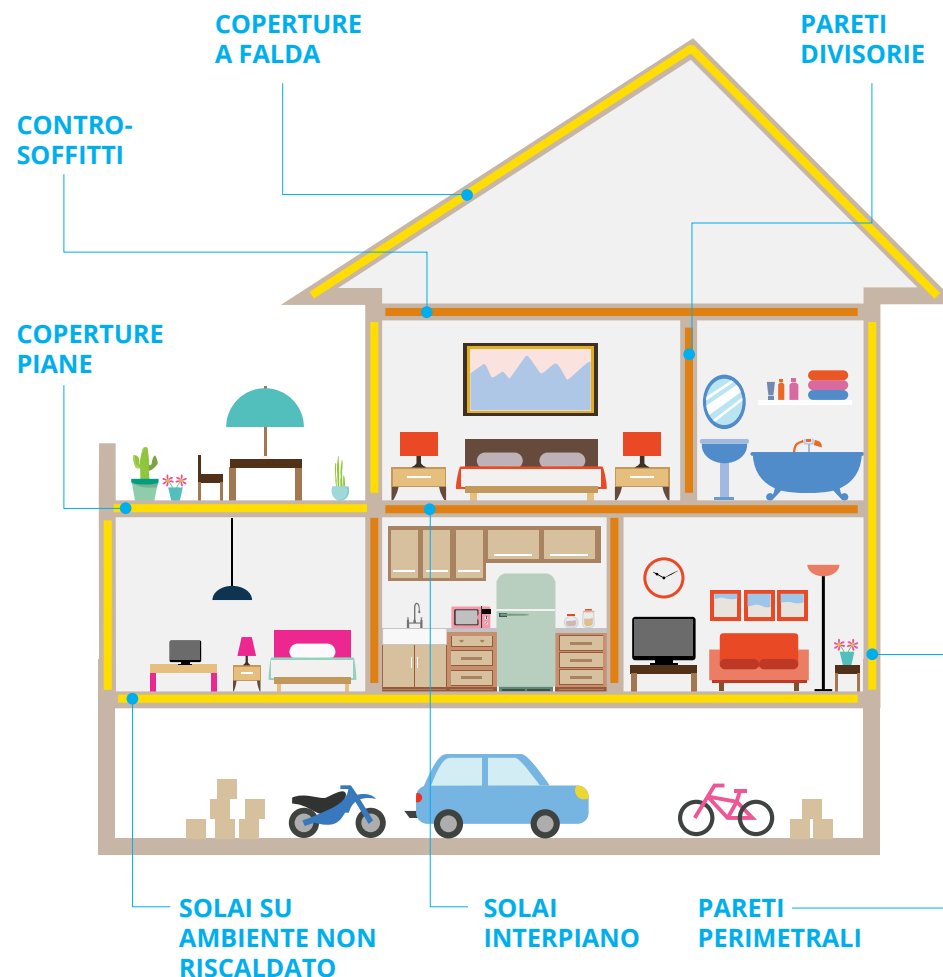 COPERTURE
A FALDA
PARETI
DIVISORIE
CONTRO-
SOFFITTI
COPERTURE
PIANE
SOLAI SU
AMBIENTE NON
RISCALDATO
SOLAI
INTERPIANO
PARETI
PERIMETRALI